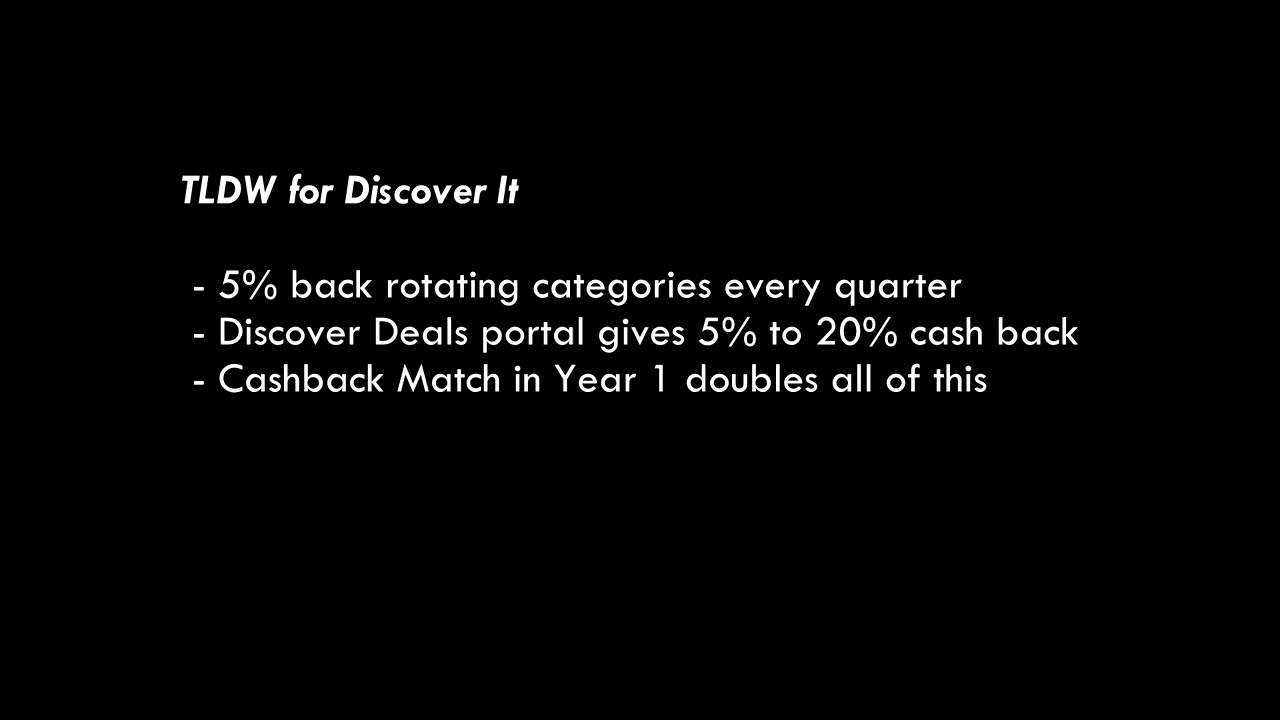 TLDW for Discover It
- 5% back rotating categories every quarter
- Discover Deals portal gives 5% to 20% cash back
- Cashback Match in Year 1 doubles all of this